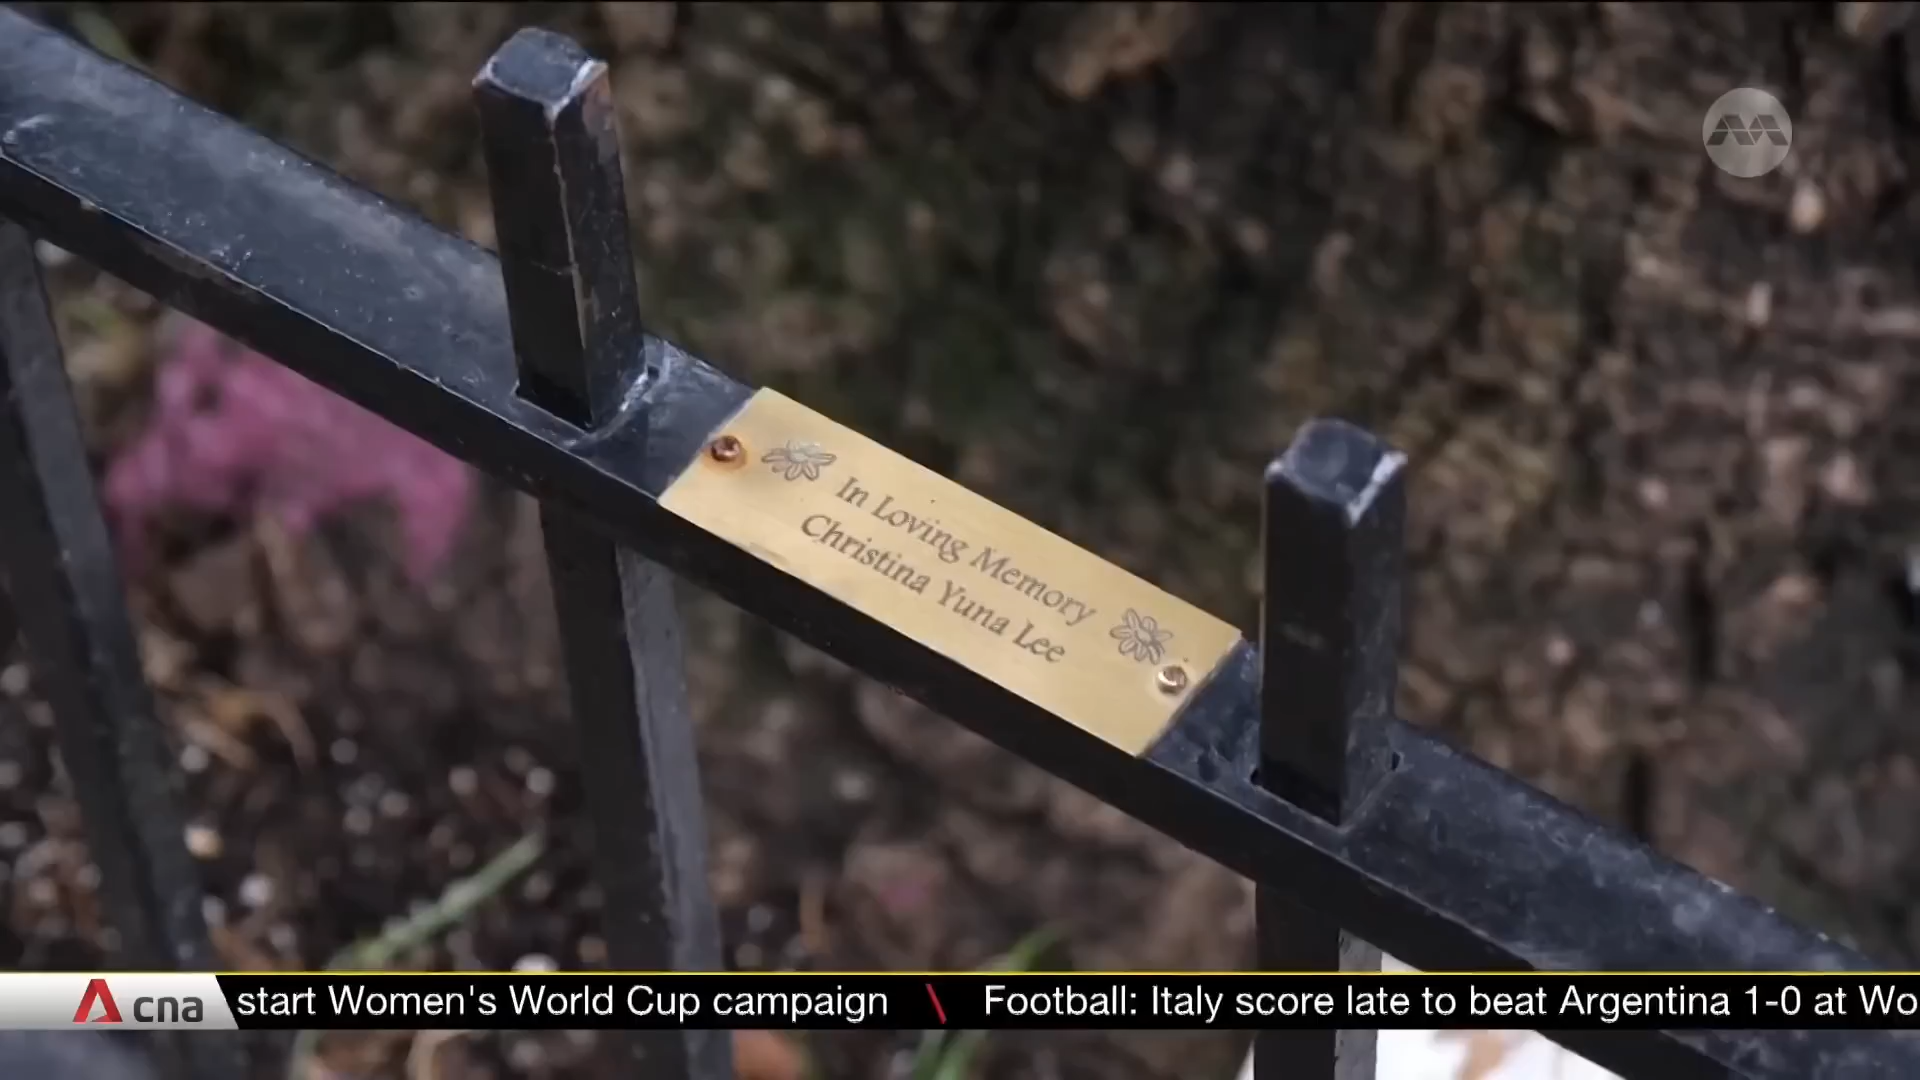 In Loving Memory
Christina Yuna Lee
cna
start Women's World Cup campaign \ Football: Italy score late to beat Argentina 1-0 at Wo